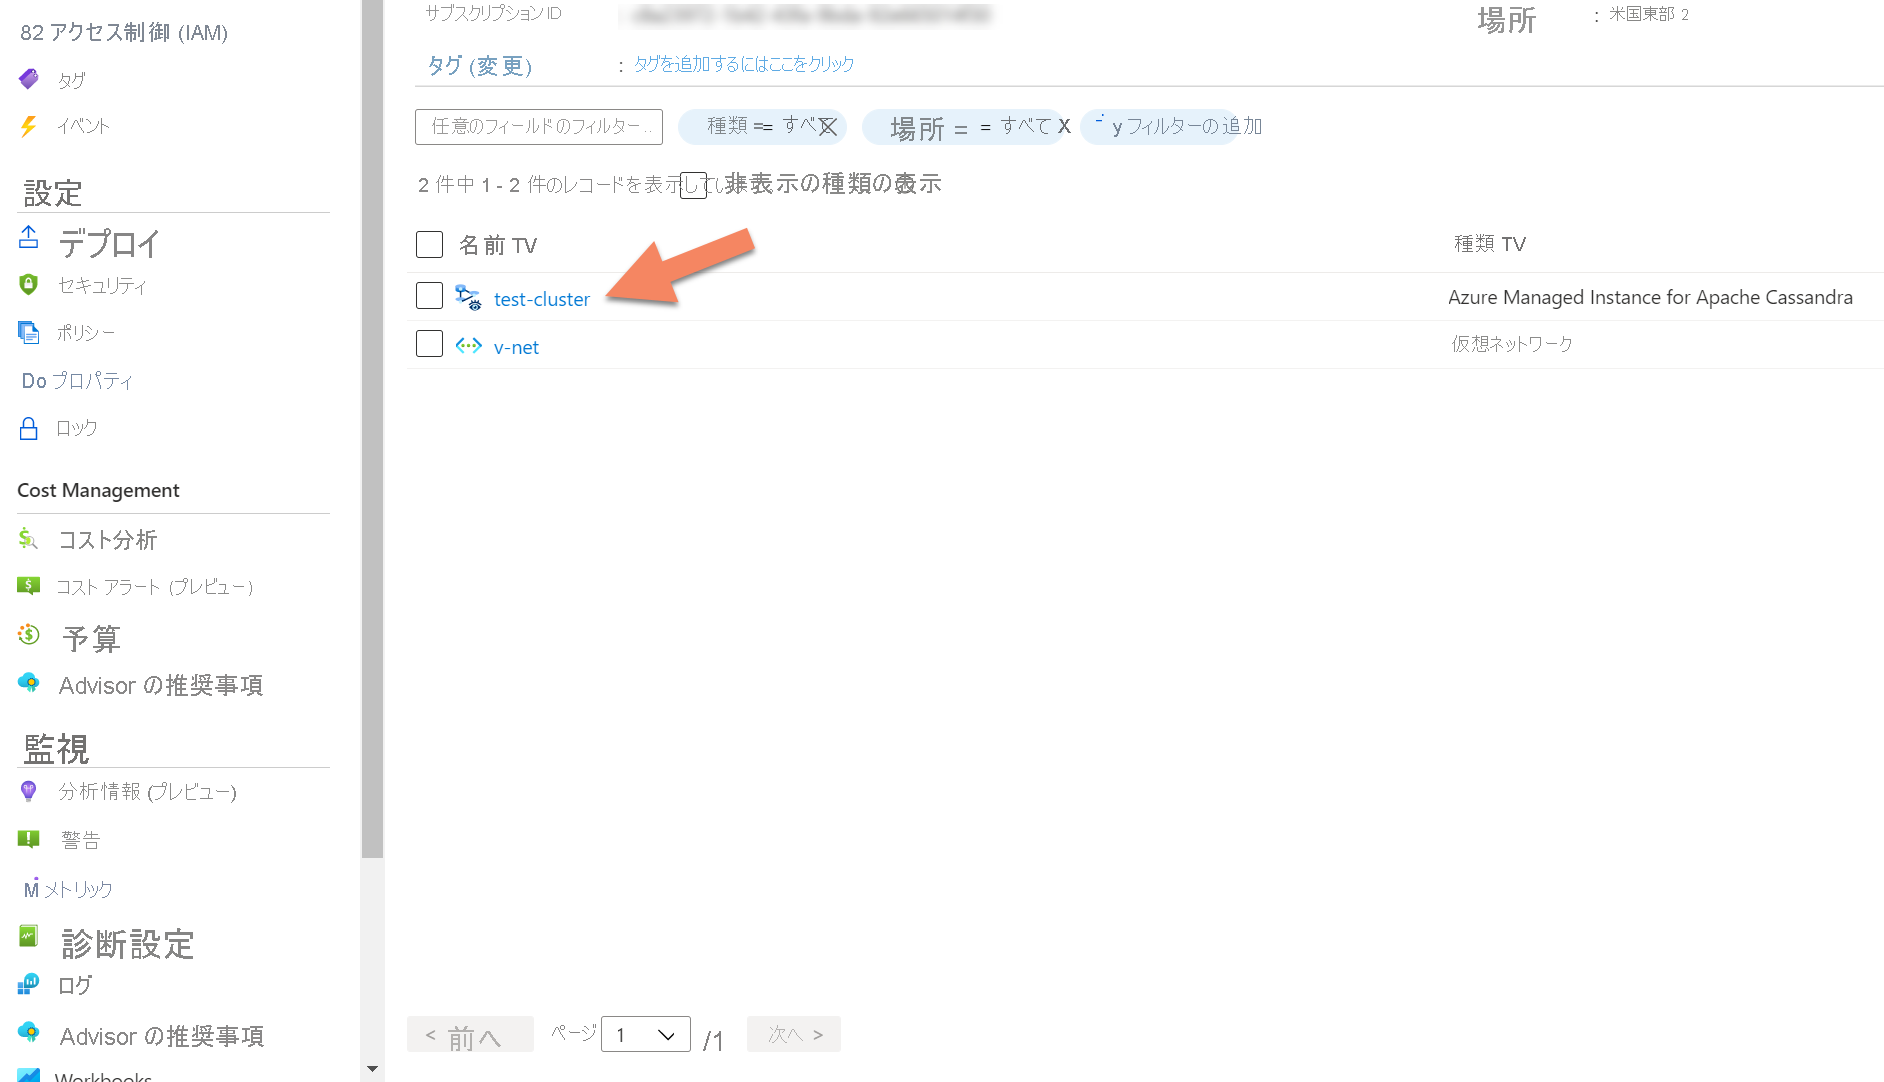 82 アクセス制御 (IAM)
タグ
イベント
設定
デプロイ
セキュリティ
ポリシー
Do プロパティ
ロック
Cost Management
コスト分析
コスト アラート (プレビュー)
予算
Advisor の推奨事項
監視
分析情報 (プレビュー)
警告
M メトリック
診断設定
ログ
Advisor の推奨事項
Workbooks
サブスクリプション ID
場所 : 米国東部 2
タグ (変更) : タグを追加するにはここをクリック
任意のフィールドのフィルター..
種類 == すべて X
場所 = = すべて X
y フィルターの追加
2 件中 1 - 2 件のレコードを表示してい
非表示の種類の表示
名前 TV 種類 TV
test-cluster Azure Managed Instance for Apache Cassandra
v-net 仮想ネットワーク
< 前へ ページ 1 /1 次へ >